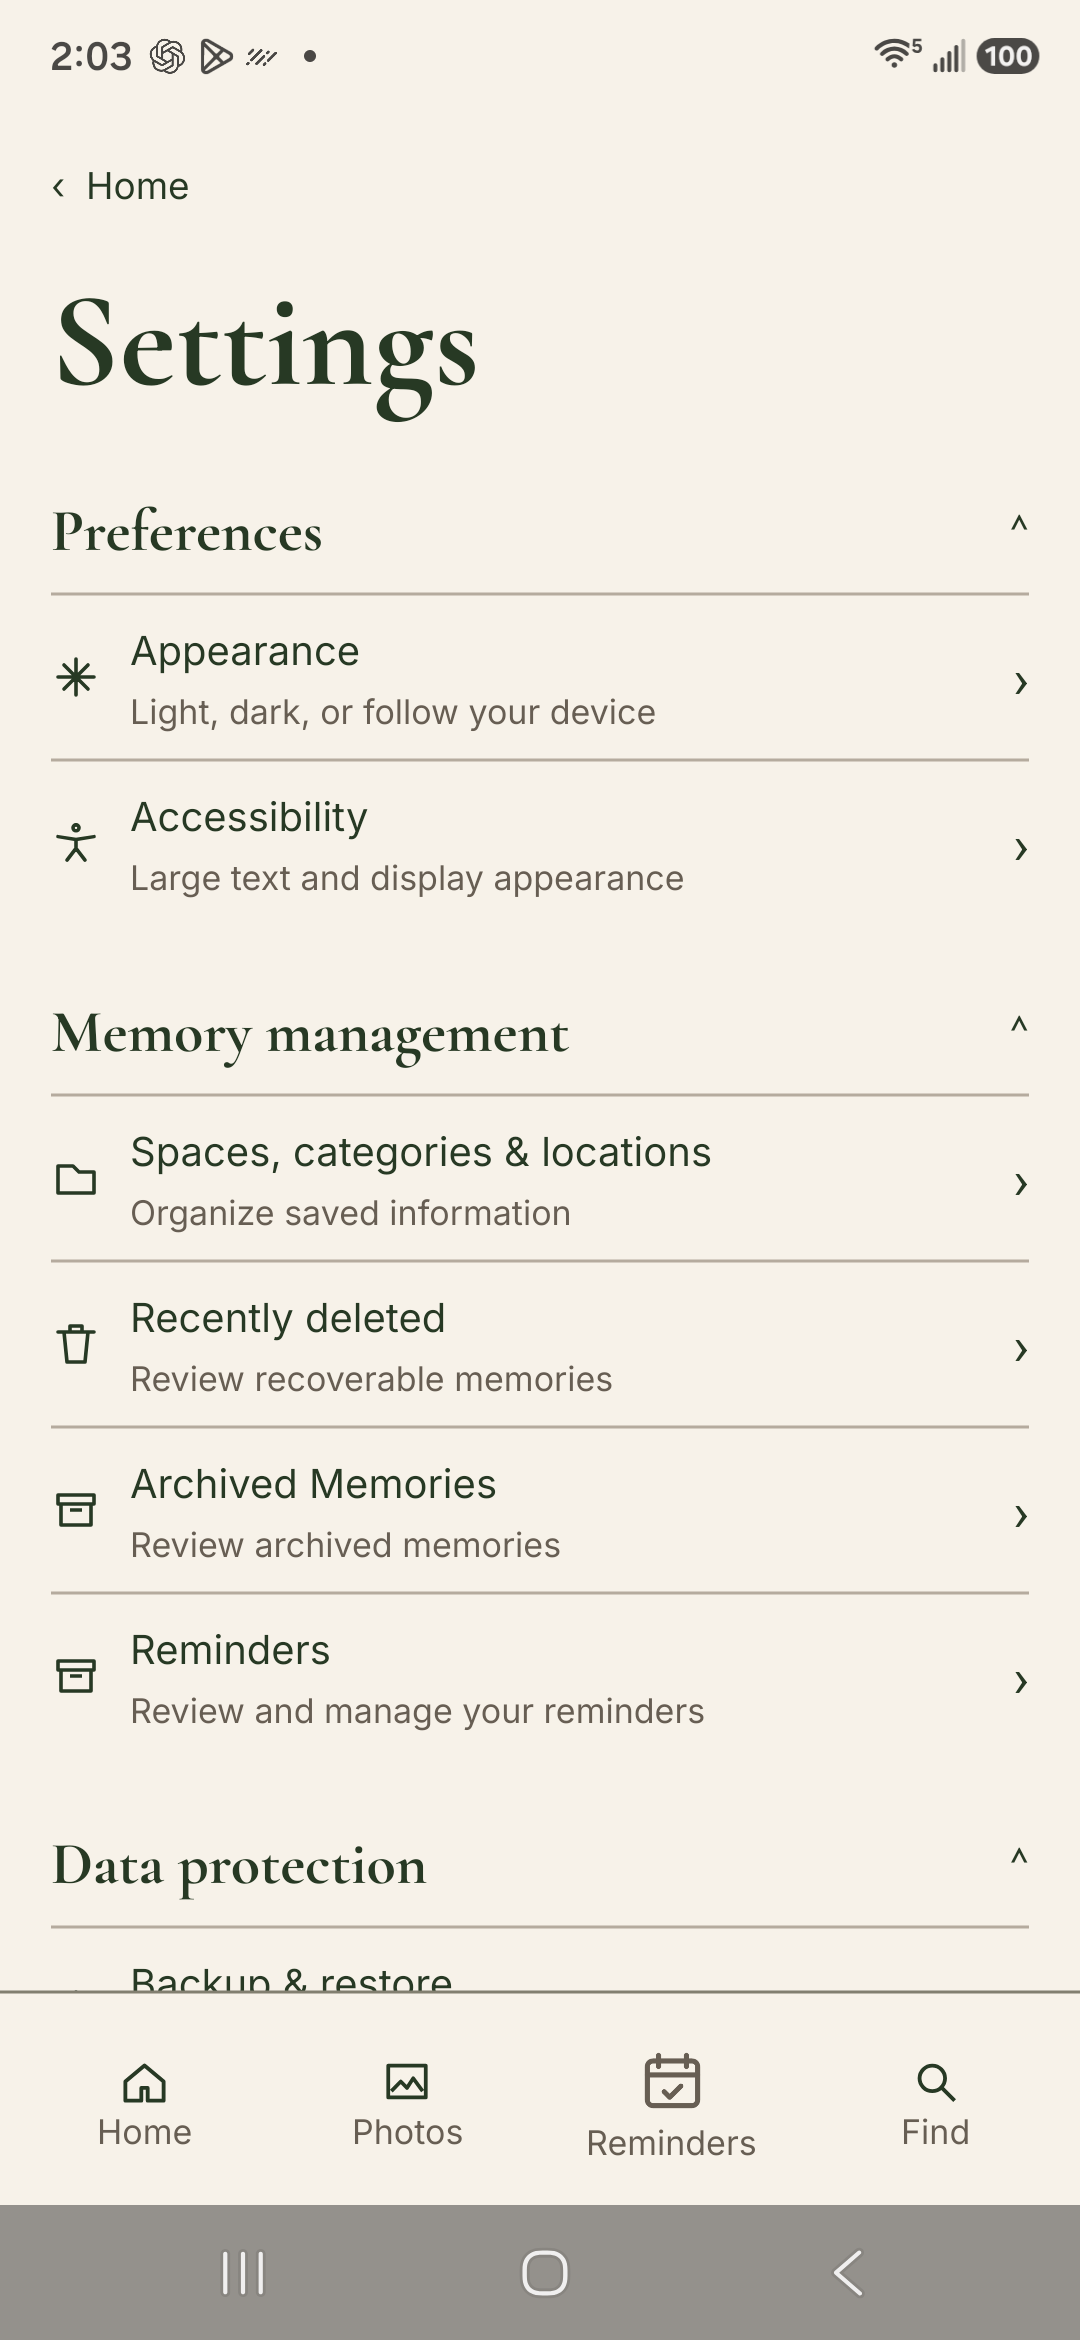 2:03
5
100
‹ Home
Settings
Preferences
Appearance
Light, dark, or follow your device
Accessibility
Large text and display appearance
Memory management
Spaces, categories & locations
Organize saved information
Recently deleted
Review recoverable memories
Archived Memories
Review archived memories
Reminders
Review and manage your reminders
Data protection
Backup & restore
Home
Photos
Reminders
Find